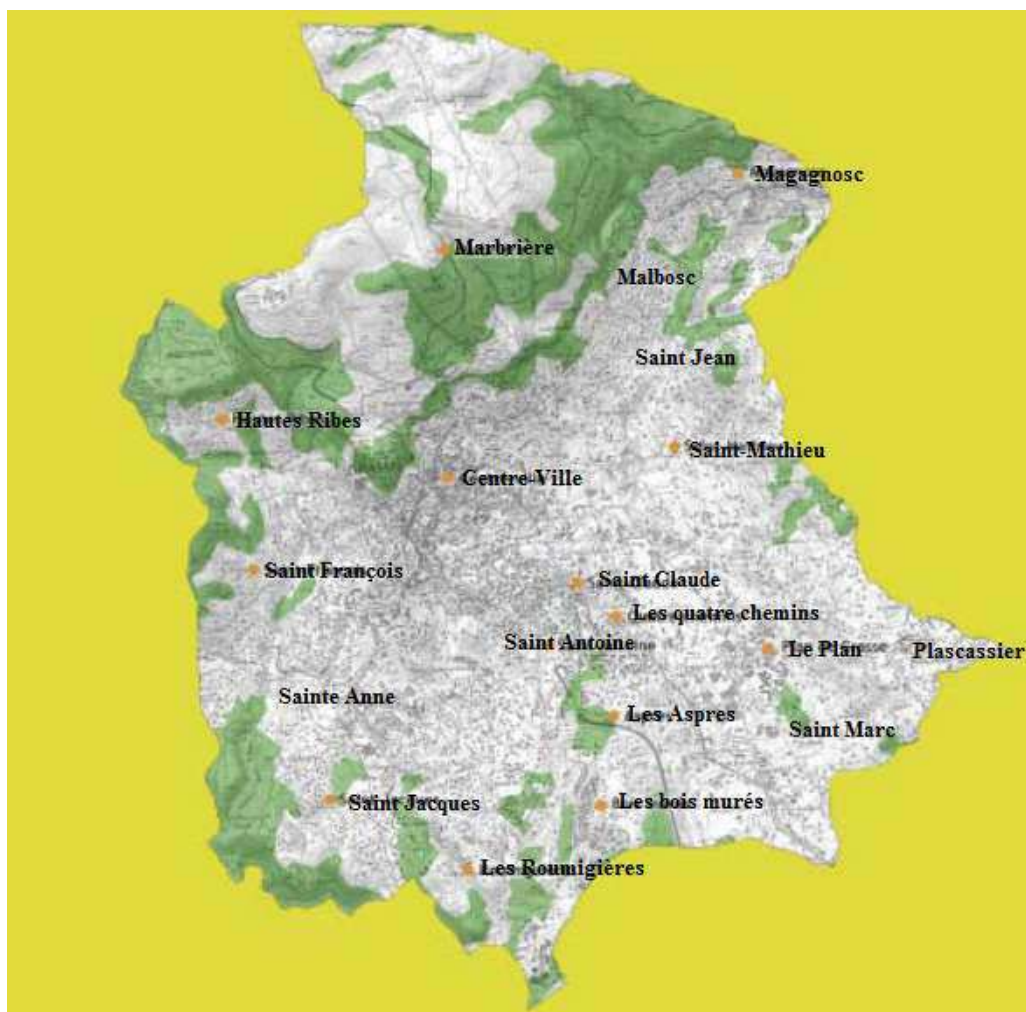 Magagnosc
Marbrière
Malbosc
Saint Jean
Hautes Ribes
Saint-Mathieu
Centre-Ville
Saint François
Saint Claude
Les quatre chemins
Saint Antoine
Le Plan
Plascassier
Sainte Anne
Les Aspres
Saint Marc
Saint Jacques
Les bois murés
Les Roumigières